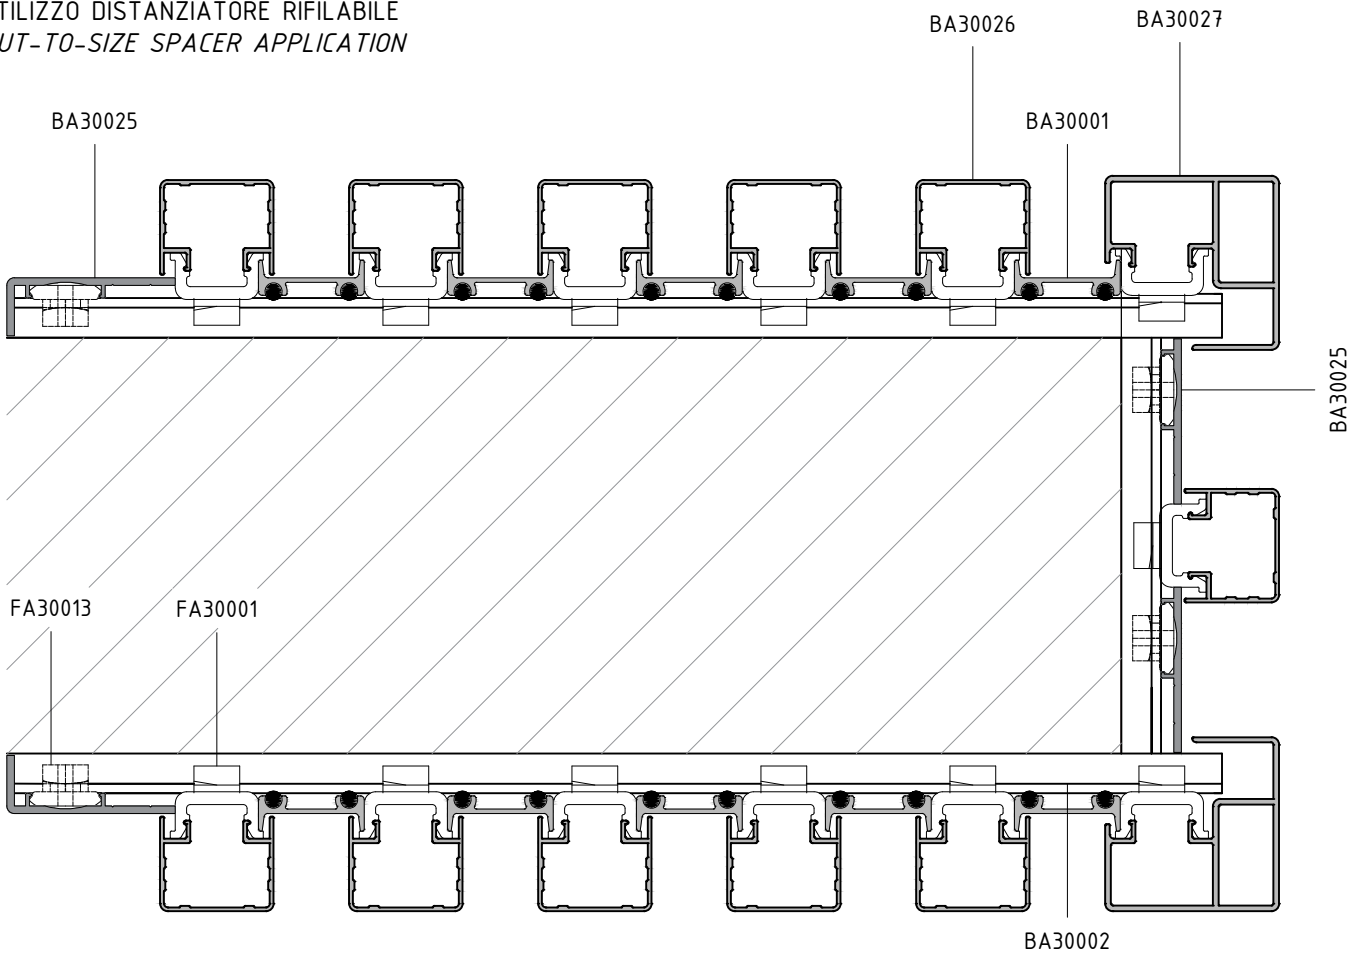 TILIZZO DISTANZIATORE RIFILABILE
UT-TO-SIZE SPACER APPLICATION
BA30026
BA30027
BA30025
BA30001
BA30025
FA30013
FA30001
BA30002